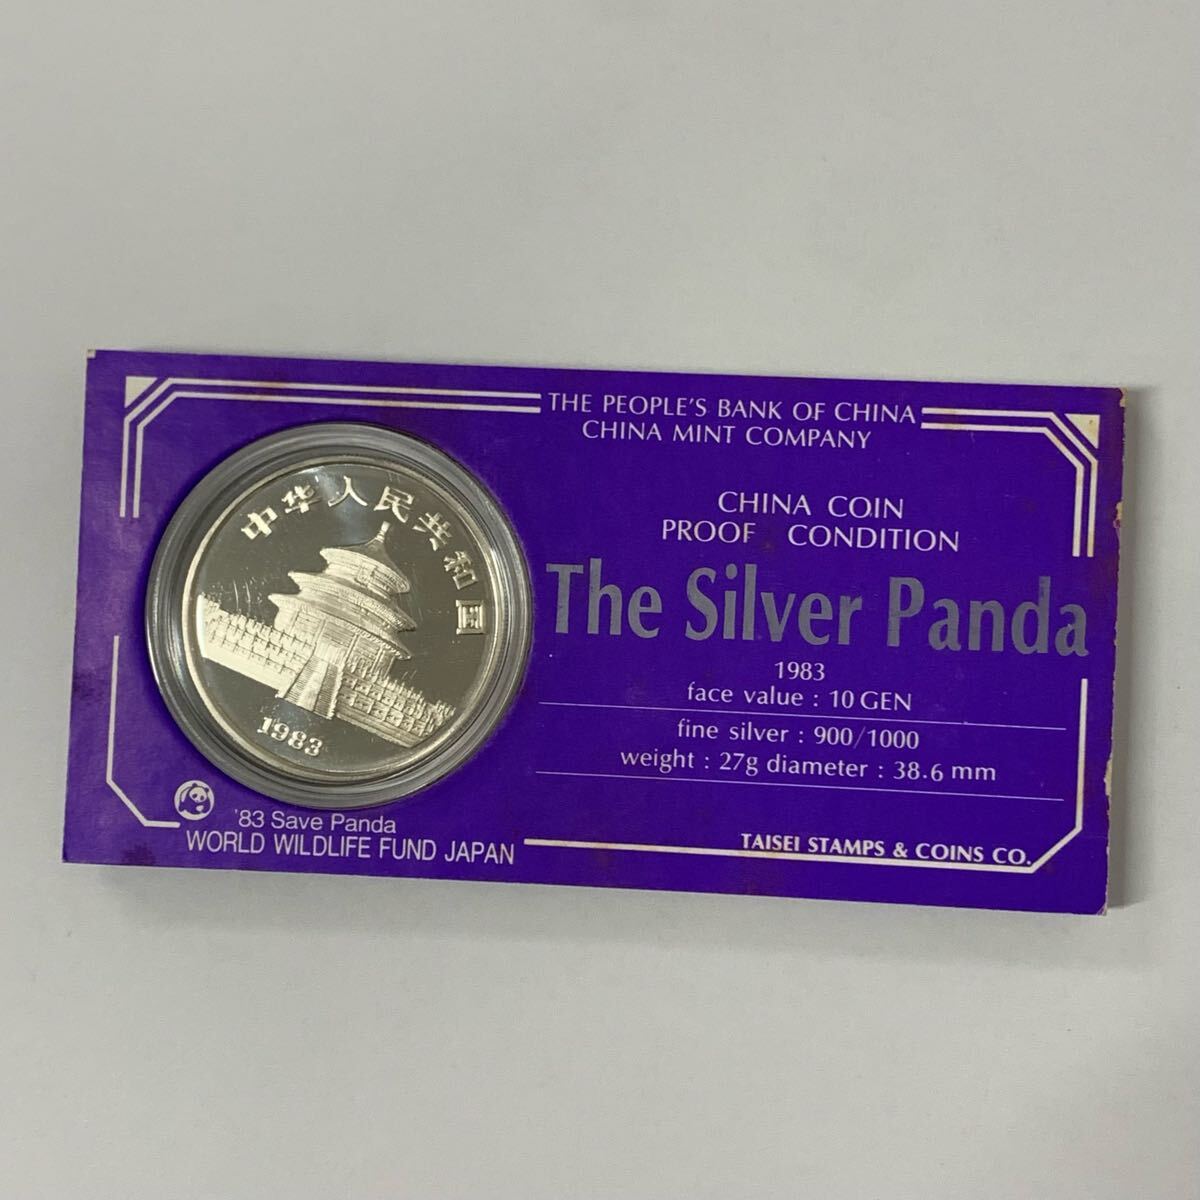 THE PEOPLE'S BANK OF CHINA
CHINA MINT COMPANY
CHINA COIN
PROOF CONDITION
The Silver Panda
1983
face value : 10 GEN
fine silver : 900/1000
weight : 27g diameter : 38.6 mm
TAISEI STAMPS & COINS CO.
中华人民共和国
1983
'83 Save Panda
WORLD WILDLIFE FUND JAPAN